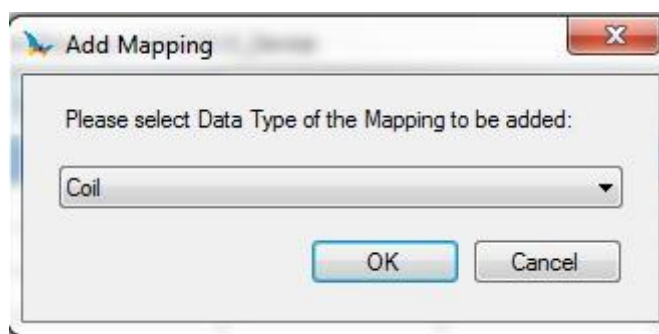 Add Mapping
Please select Data Type of the Mapping to be added:
Coil
OK
Cancel